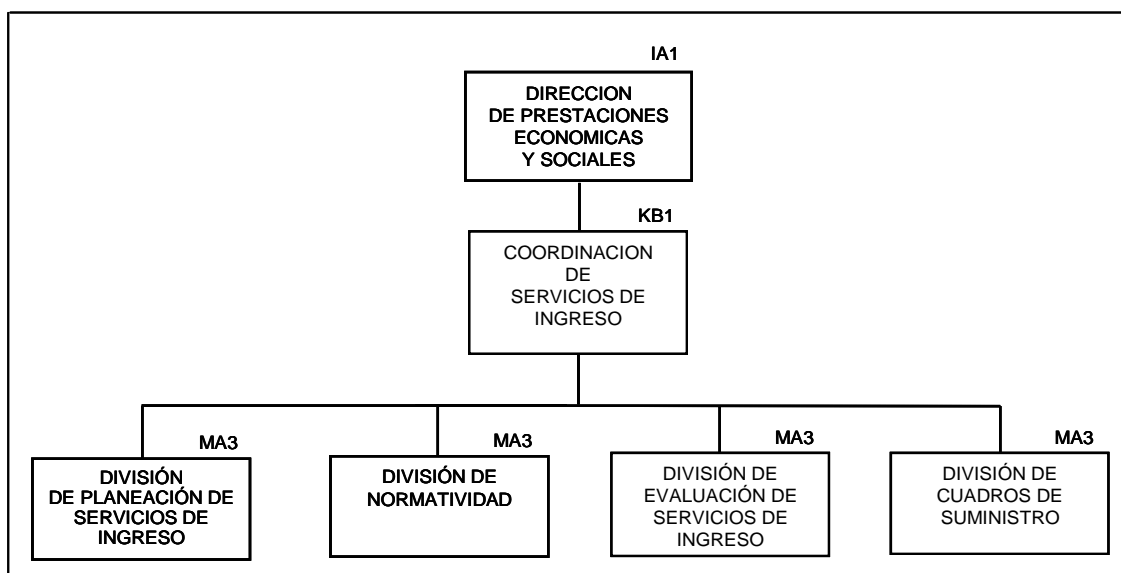 IA1
DIRECCION
DE PRESTACIONES
ECONOMICAS
Y SOCIALES
KB1
COORDINACION
DE
SERVICIOS DE
INGRESO
MA3
DIVISIÓN
DE PLANEACIÓN DE
SERVICIOS DE
INGRESO
MA3
DIVISIÓN DE
NORMATIVIDAD
MA3
DIVISIÓN DE
EVALUACIÓN DE
SERVICIOS DE
INGRESO
MA3
DIVISIÓN DE
CUADROS DE
SUMINISTRO